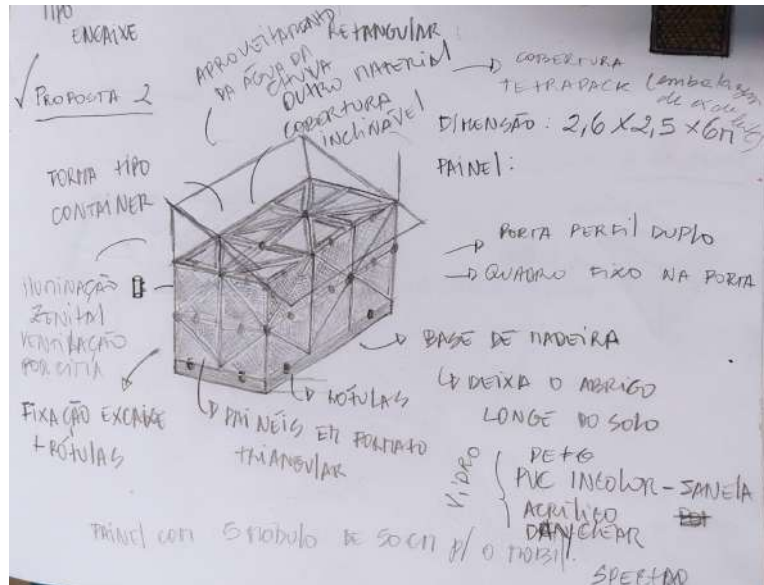 TIPO
ENCAIXE
✓ PROPOSTA 2
APROVEITAMENTO
DA ÁGUA DA
CHUVA
RETANGULAR
OUTRO MATERIAL
COBERTURA
INCLINÁVEL
→ COBERTURA
TETRAPACK (embalagem
de
DIMENSÃO: 2,6 X 2,5 X 6m
PAINEL:
FORMA TIPO
CONTAINER
→ PORTA PERFIL DUPLO
→ QUADRO FIXO NA PORTA
ILUMINAÇÃO
ZENITAL
VENTILAÇÃO
POR CIMA
→ BASE DE MADEIRA
↳ DEIXA O ABRIGO
LONGE DO SOLO
FIXAÇÃO ENCAIXE
+ RÓTULAS
↳ PAINÉIS EM FORMATO
TRIANGULAR
↳ RÓTULAS
VIDRO
PETG
PVC INCOLOR - JANELA
ACRÍLICO
CLEAR
PAINEL COM 5 MÓDULO DE 50 CM P/ O MOBIL.